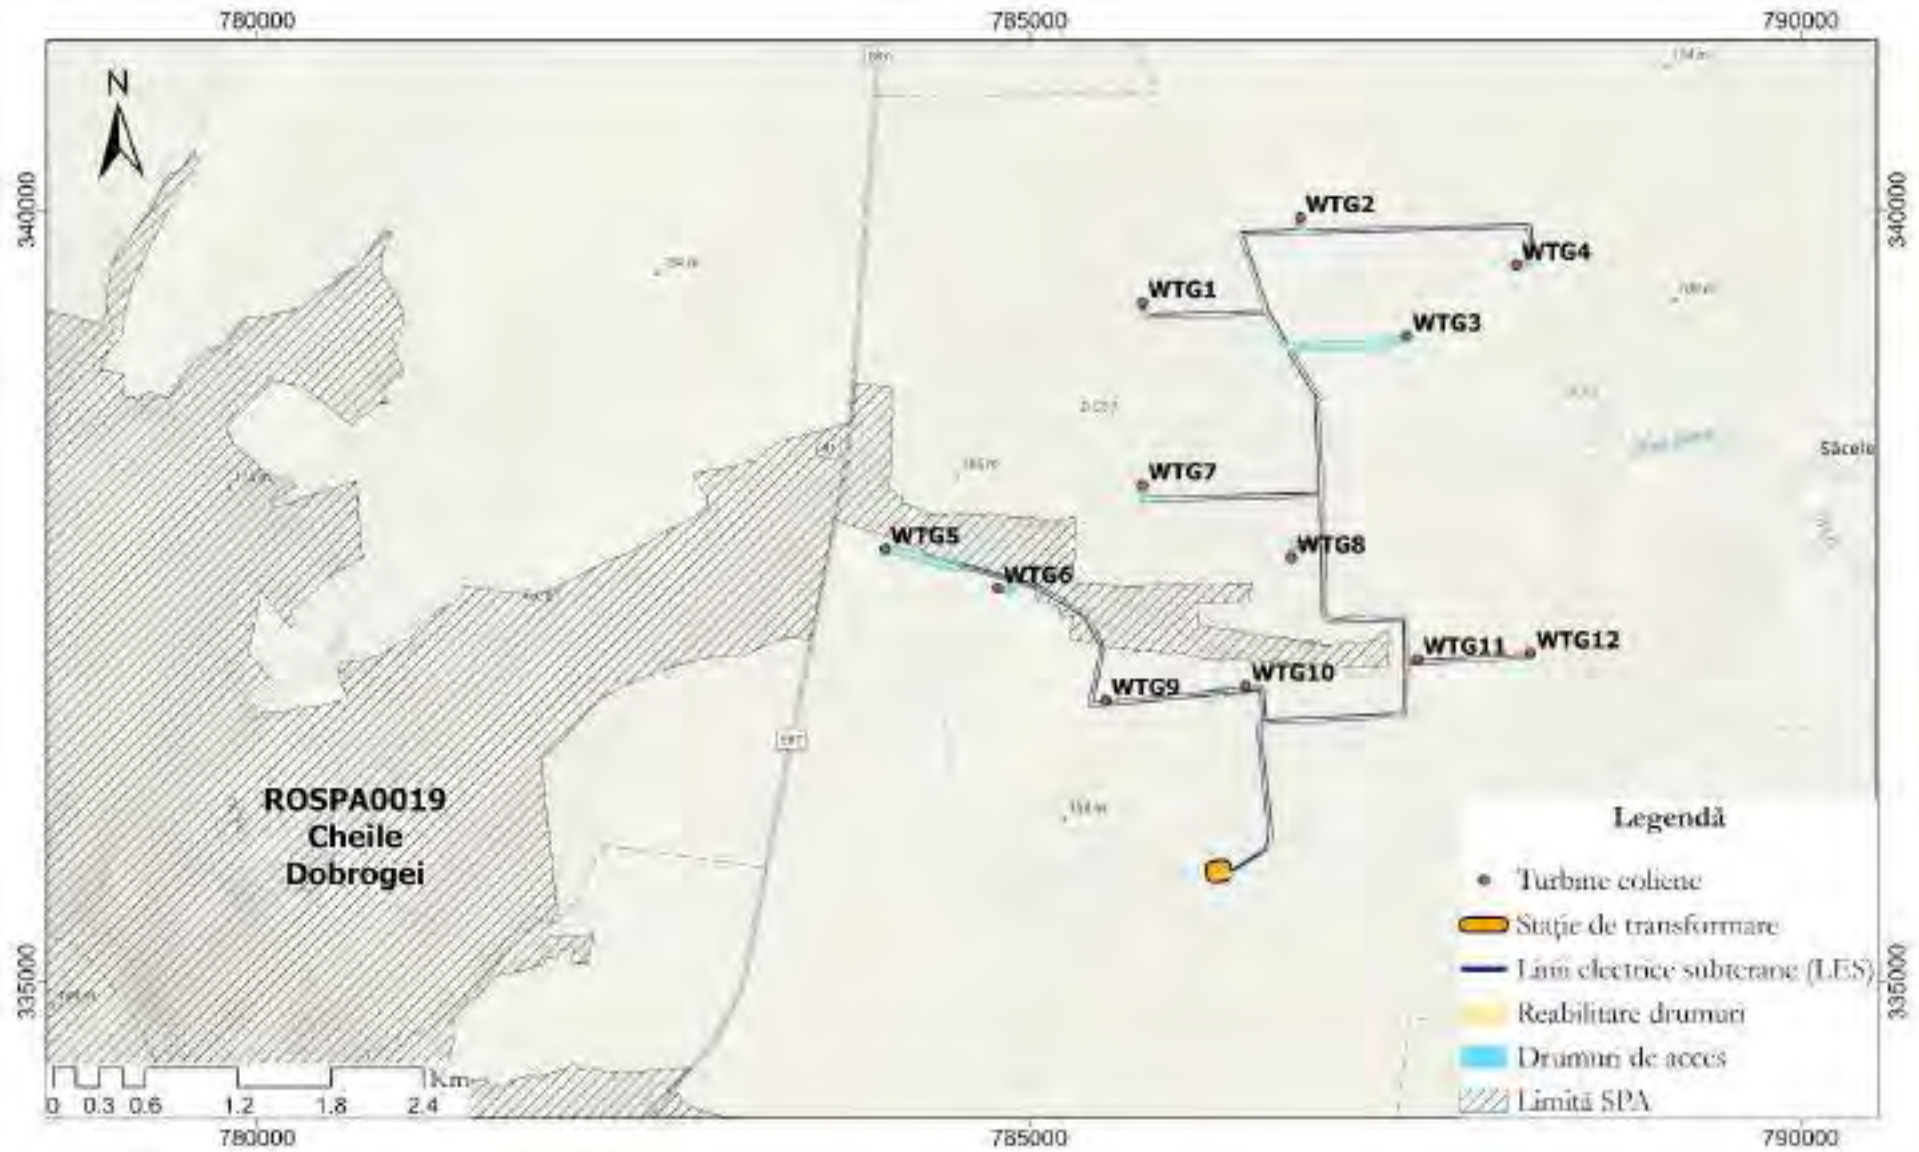 780000
785000
790000
N
340000
340000
WTG2
WTG4
WTG1
WTG3
Săcele
WTG7
WTG5
WTG8
WTG6
WTG11
WTG12
WTG10
WTG9
ROSPA0019
Cheile
Dobrogei
335000
335000
Legendă
Turbine eoliene
Stație de transformare
Linii electrice subterane (LES)
Reabilitare drumuri
Drumuri de acces
Limită SPA
Km
0 0.3 0.6 1.2 1.8 2.4
780000
785000
790000